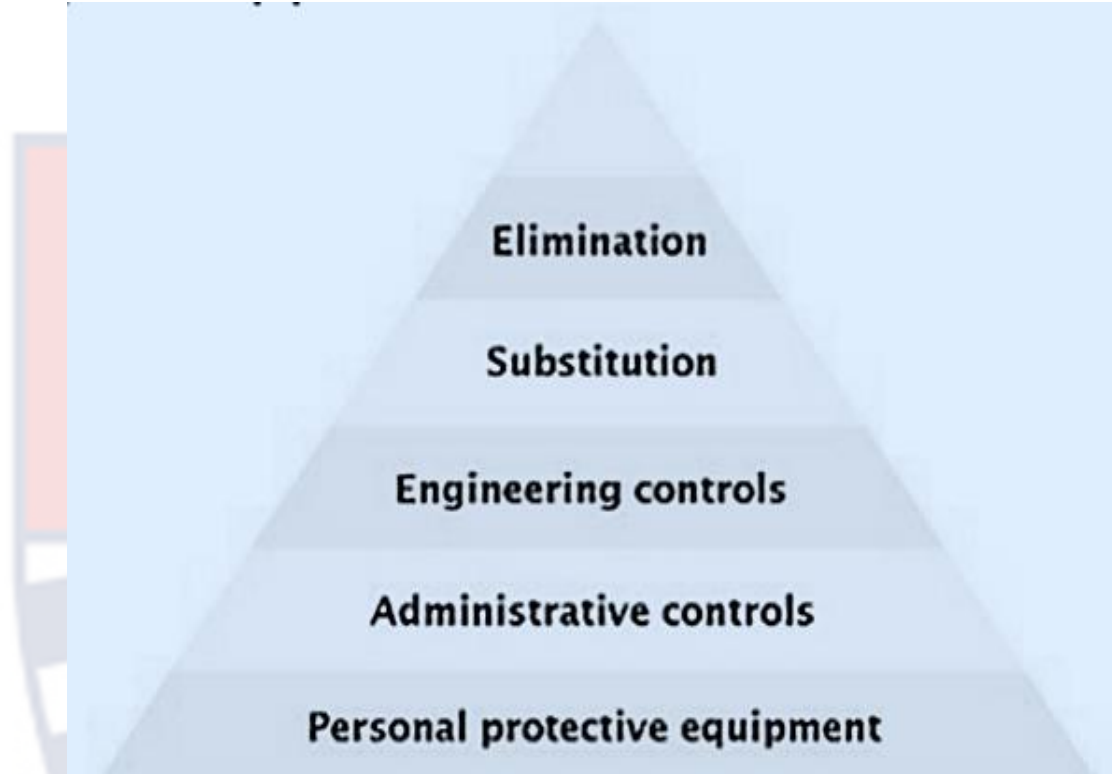 Elimination
Substitution
Engineering controls
Administrative controls
Personal protective equipment